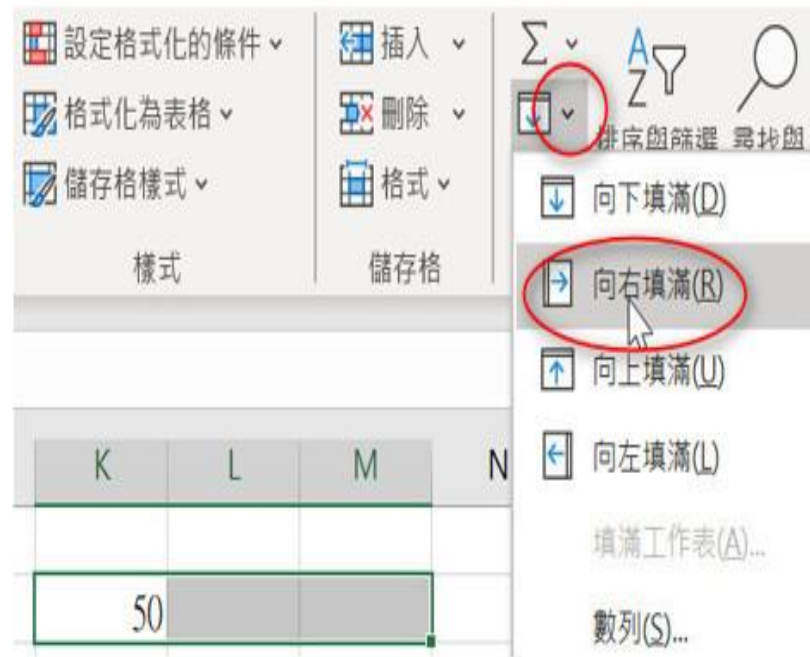 設定格式化的條件
格式化為表格
儲存格樣式
樣式
插入
刪除
格式
儲存格
Σ
A
Z
排序與篩選 尋找與
向下填滿(D)
向右填滿(R)
向上填滿(U)
向左填滿(L)
填滿工作表(A)...
數列(S)...
K L M N
50